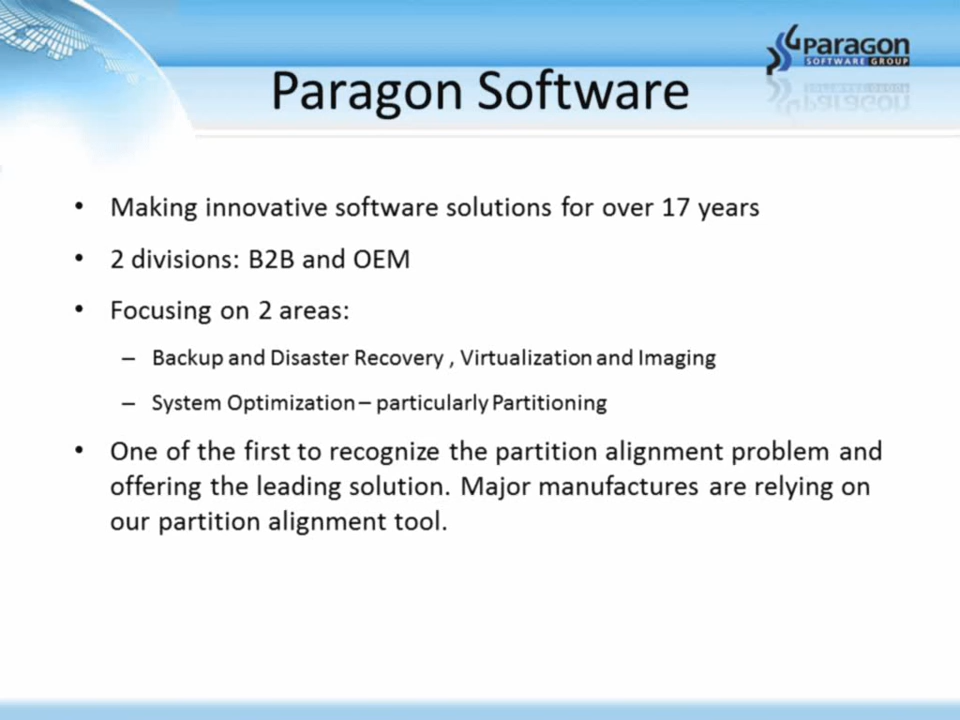 PARAGON
SOFTWARE GROUP
Paragon Software
• Making innovative software solutions for over 17 years
• 2 divisions: B2B and OEM
• Focusing on 2 areas:
– Backup and Disaster Recovery , Virtualization and Imaging
– System Optimization – particularly Partitioning
• One of the first to recognize the partition alignment problem and
offering the leading solution. Major manufactures are relying on
our partition alignment tool.